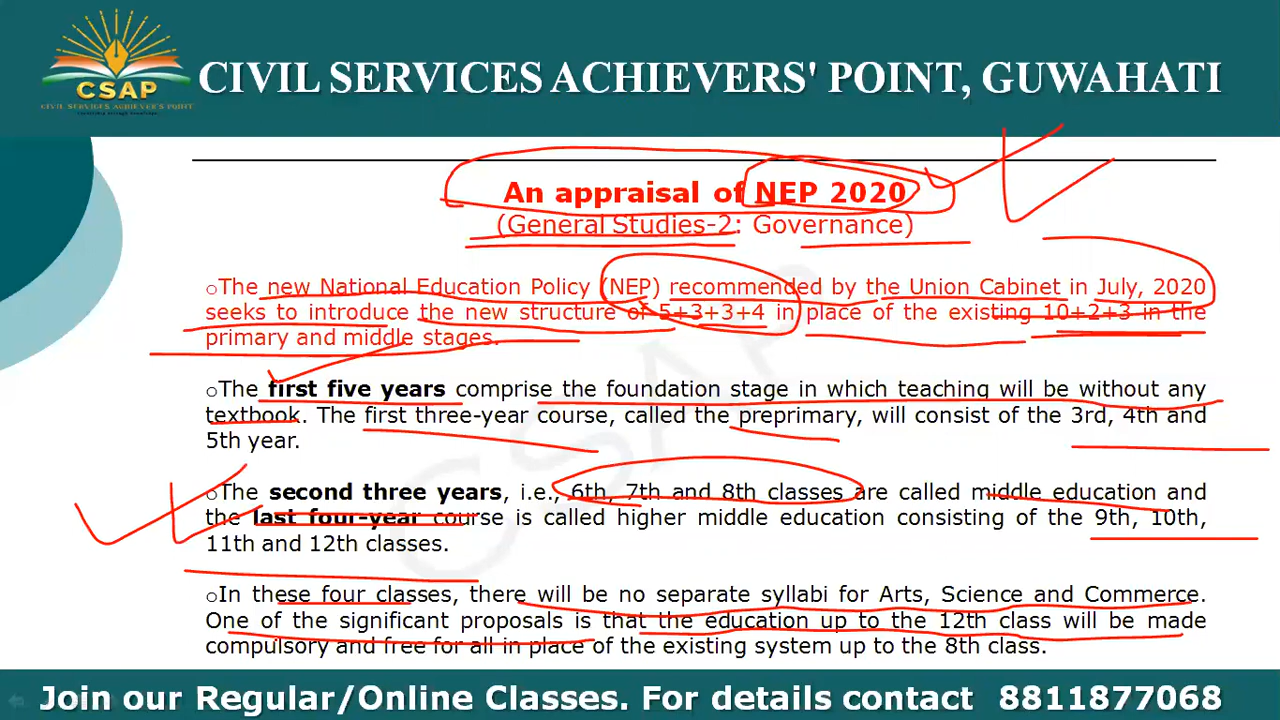 CSAP
CIVIL SERVICES ACHIEVER'S POINT
CIVIL SERVICES ACHIEVERS' POINT, GUWAHATI
An appraisal of NEP 2020
(General Studies-2: Governance)
oThe new National Education Policy (NEP) recommended by the Union Cabinet in July, 2020
seeks to introduce the new structure of 5+3+3+4 in place of the existing 10+2+3 in the
primary and middle stages.
oThe first five years comprise the foundation stage in which teaching will be without any
textbook. The first three-year course, called the preprimary, will consist of the 3rd, 4th and
5th year.
oThe second three years, i.e., 6th, 7th and 8th classes are called middle education and
the last four-year course is called higher middle education consisting of the 9th, 10th,
11th and 12th classes.
oIn these four classes, there will be no separate syllabi for Arts, Science and Commerce.
One of the significant proposals is that the education up to the 12th class will be made
compulsory and free for all in place of the existing system up to the 8th class.
CSAP
Join our Regular/Online Classes. For details contact 8811877068